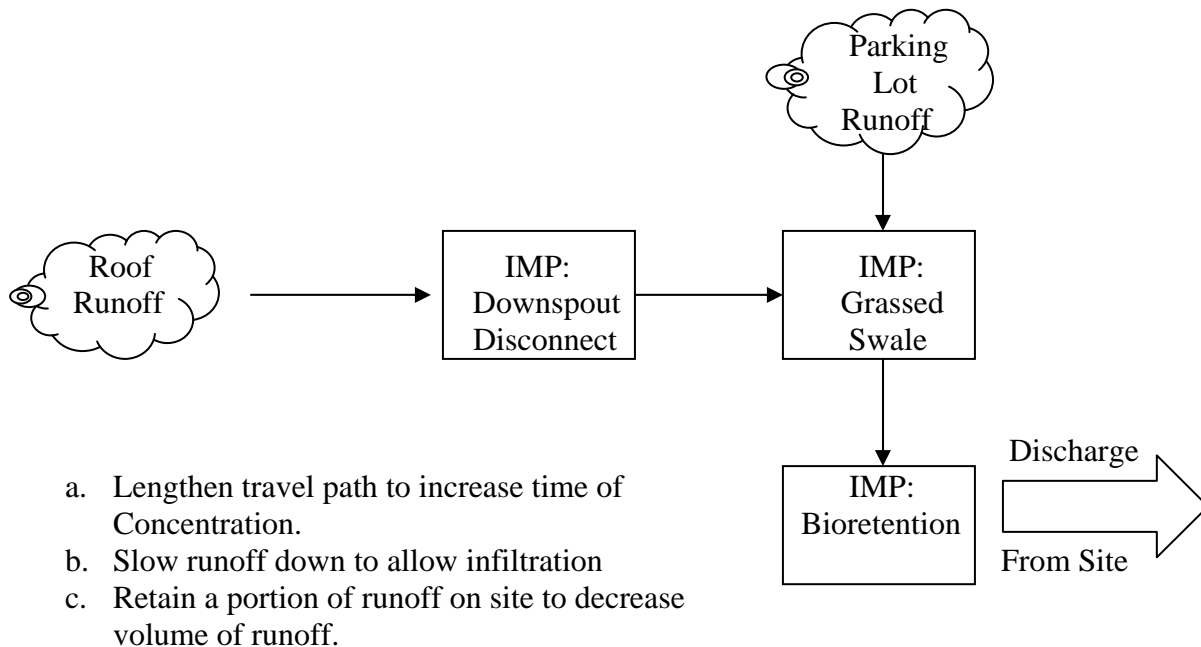 Parking
Lot
Runoff
Roof
Runoff
IMP:
Downspout
Disconnect
IMP:
Grassed
Swale
IMP:
Bioretention
Discharge
From Site
a. Lengthen travel path to increase time of
Concentration.
b. Slow runoff down to allow infiltration
c. Retain a portion of runoff on site to decrease
volume of runoff.